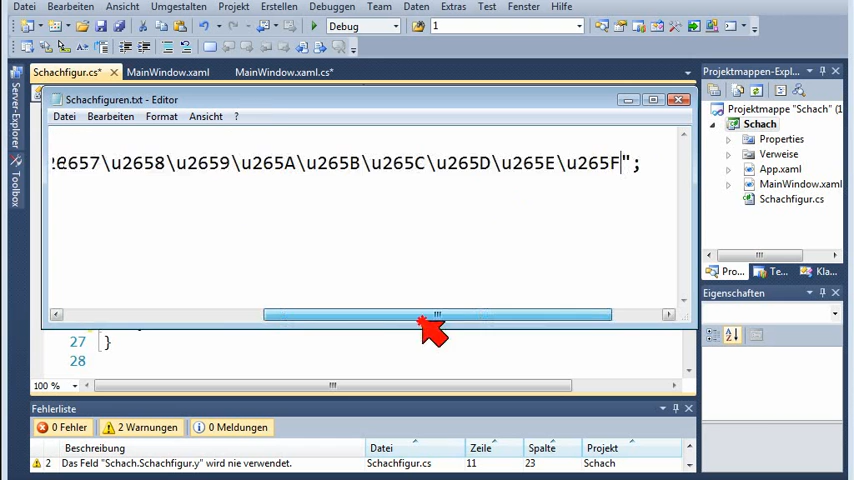 Datei Bearbeiten Ansicht Umgestalten Projekt Erstellen Debuggen Team Daten Extras Test Fenster Hilfe
Debug 1
Schachfigur.cs* MainWindow.xaml MainWindow.xaml.cs*
Projektmappen-Expl...
Server-Explorer
Toolbox
Schachfiguren.txt - Editor
Datei Bearbeiten Format Ansicht ?
2657\u2658\u2659\u265A\u265B\u265C\u265D\u265E\u265F";
Projektmappe "Schach" (1
Schach
Properties
Verweise
App.xaml
MainWindow.xaml
Schachfigur.cs
Pro... Te... Kla...
Eigenschaften
27 }
28
100 %
Fehlerliste
0 Fehler 2 Warnungen 0 Meldungen
Beschreibung Datei Zeile Spalte Projekt
2 Das Feld "Schach.Schachfigur.y" wird nie verwendet. Schachfigur.cs 11 23 Schach